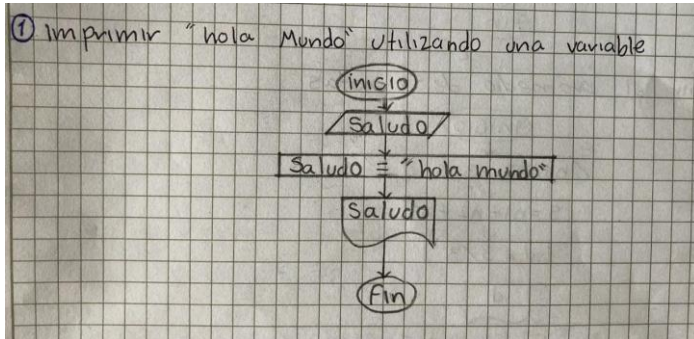 ① Imprimir "hola Mundo" utilizando una variable
inicio
Saludo
Saludo = "hola mundo"
Saludo
Fin